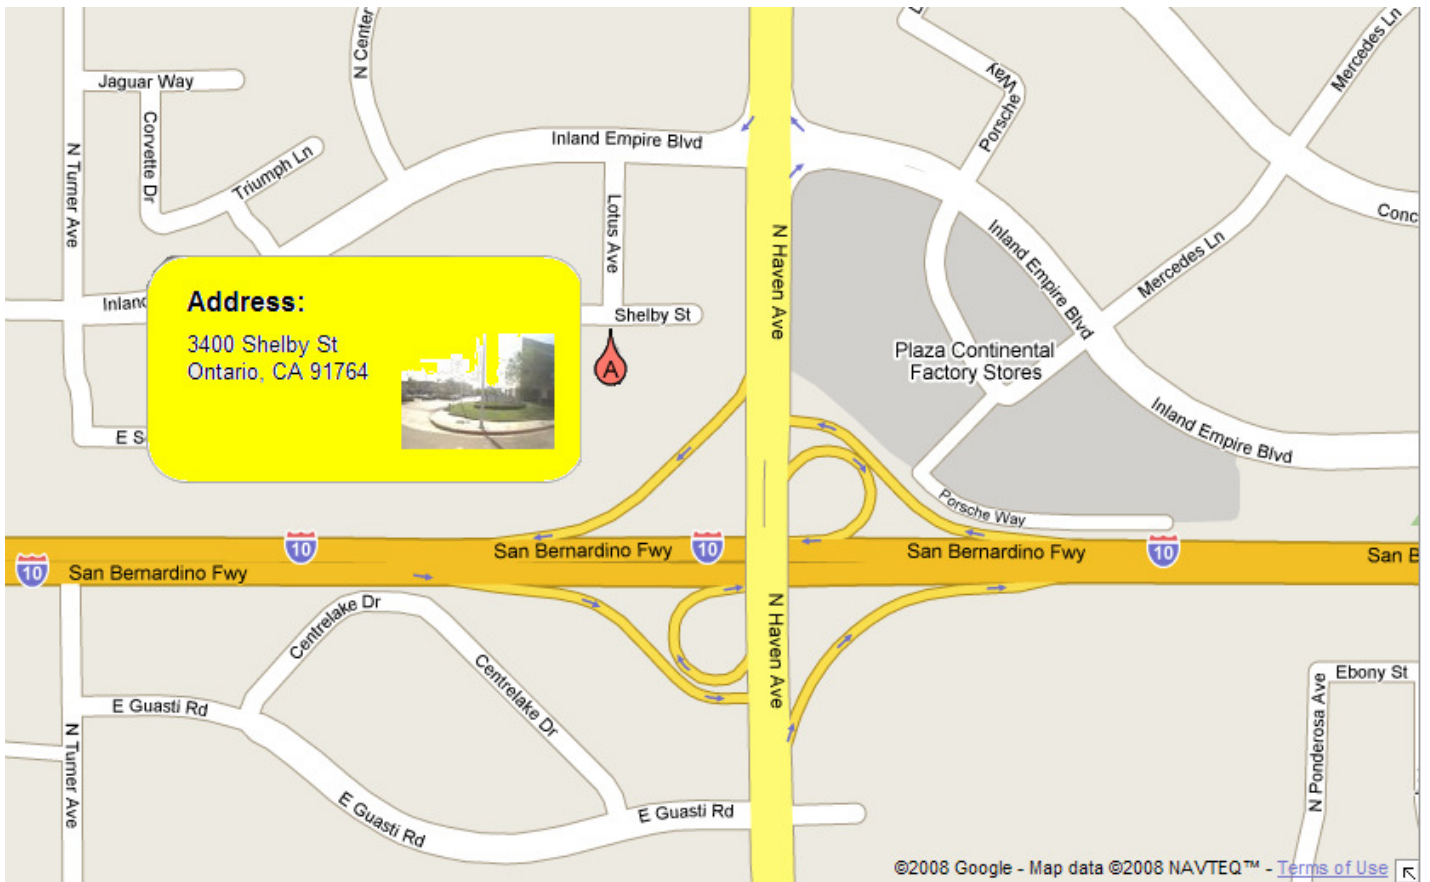 Jaguar Way
Corvette Dr
N Turner Ave
Triumph Ln
N Center
Inland Empire Blvd
Lotus Ave
Shelby St
N Haven Ave
Porsche Way
Mercedes Ln
Mercedes Ln
Conc
Inland Empire Blvd
Inland Empire Blvd
Plaza Continental
Factory Stores
Porsche Way
Inlanc
E S
Address:
3400 Shelby St
Ontario, CA 91764
A
10
10
10
10
San Bernardino Fwy
San Bernardino Fwy
San Bernardino Fwy
San B
Centrelake Dr
Centrelake Dr
E Guasti Rd
E Guasti Rd
E Guasti Rd
N Turner Ave
N Haven Ave
Ebony St
N Ponderosa Ave
©2008 Google - Map data ©2008 NAVTEQ™ - Terms of Use